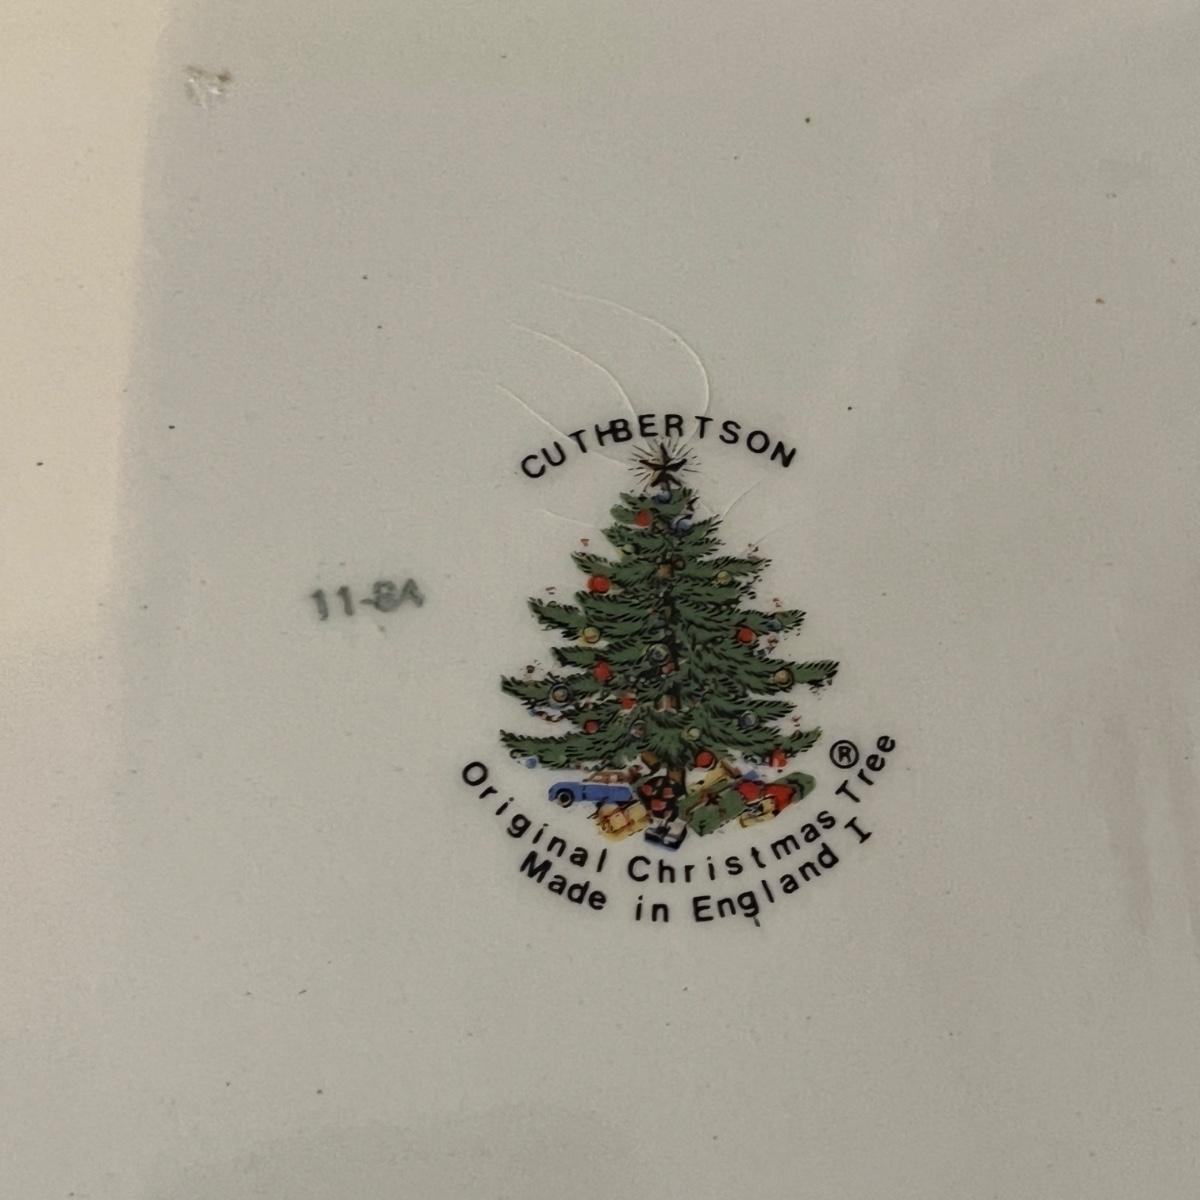 CUTHBERTSON
11-84
Original Christmas Tree ®
Made in England I